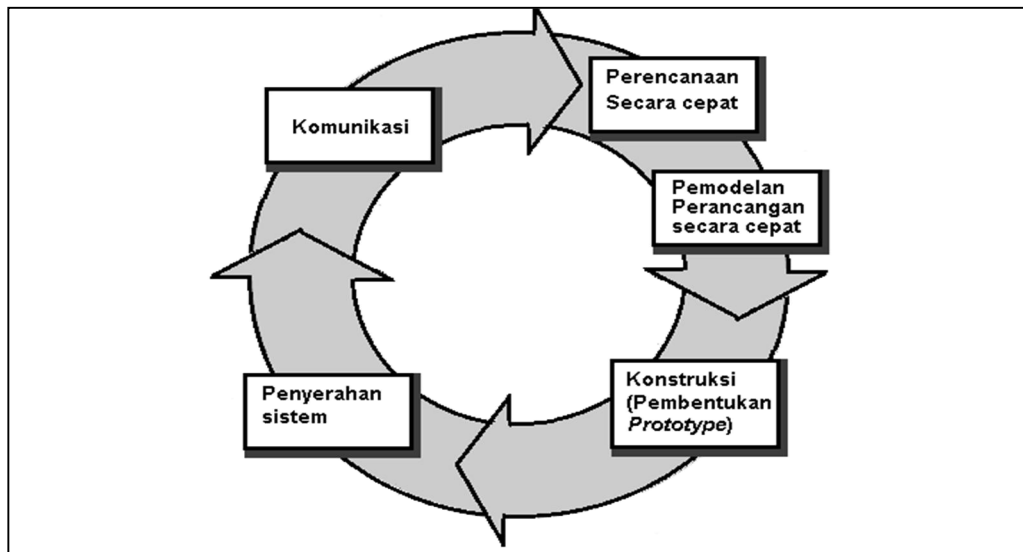 Komunikasi
Perencanaan
Secara cepat
Pemodelan
Perancangan
secara cepat
Konstruksi
(Pembentukan
Prototype)
Penyerahan
sistem